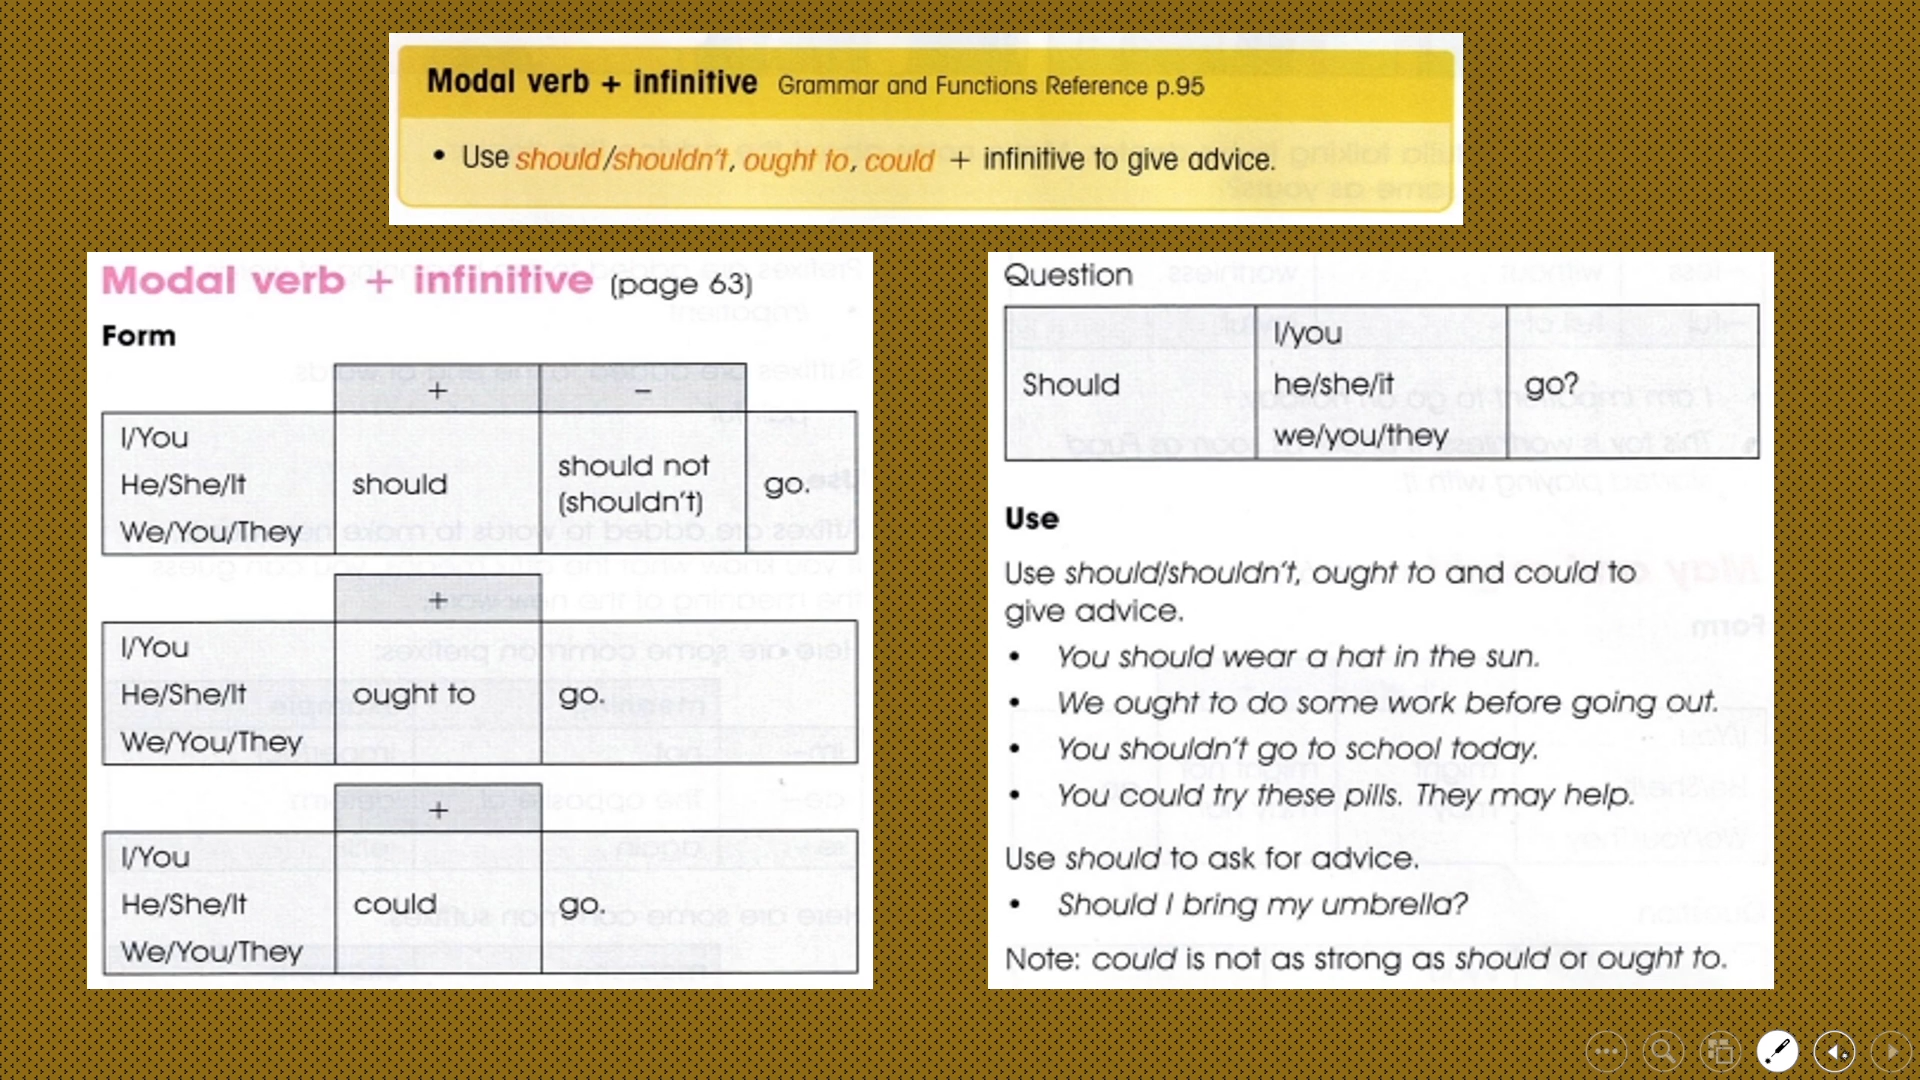 Modal verb + infinitive Grammar and Functions Reference p.95
• Use should/shouldn't, ought to, could + infinitive to give advice.
Modal verb + infinitive (page 63)
Form
+ –
I/You
He/She/It should should not (shouldn't) go.
We/You/They
+
I/You
He/She/It ought to go.
We/You/They
+
I/You
He/She/It could go.
We/You/They
Question
I/you
Should he/she/it go?
we/you/they
Use
Use should/shouldn't, ought to and could to
give advice.
• You should wear a hat in the sun.
• We ought to do some work before going out.
• You shouldn't go to school today.
• You could try these pills. They may help.
Use should to ask for advice.
• Should I bring my umbrella?
Note: could is not as strong as should or ought to.